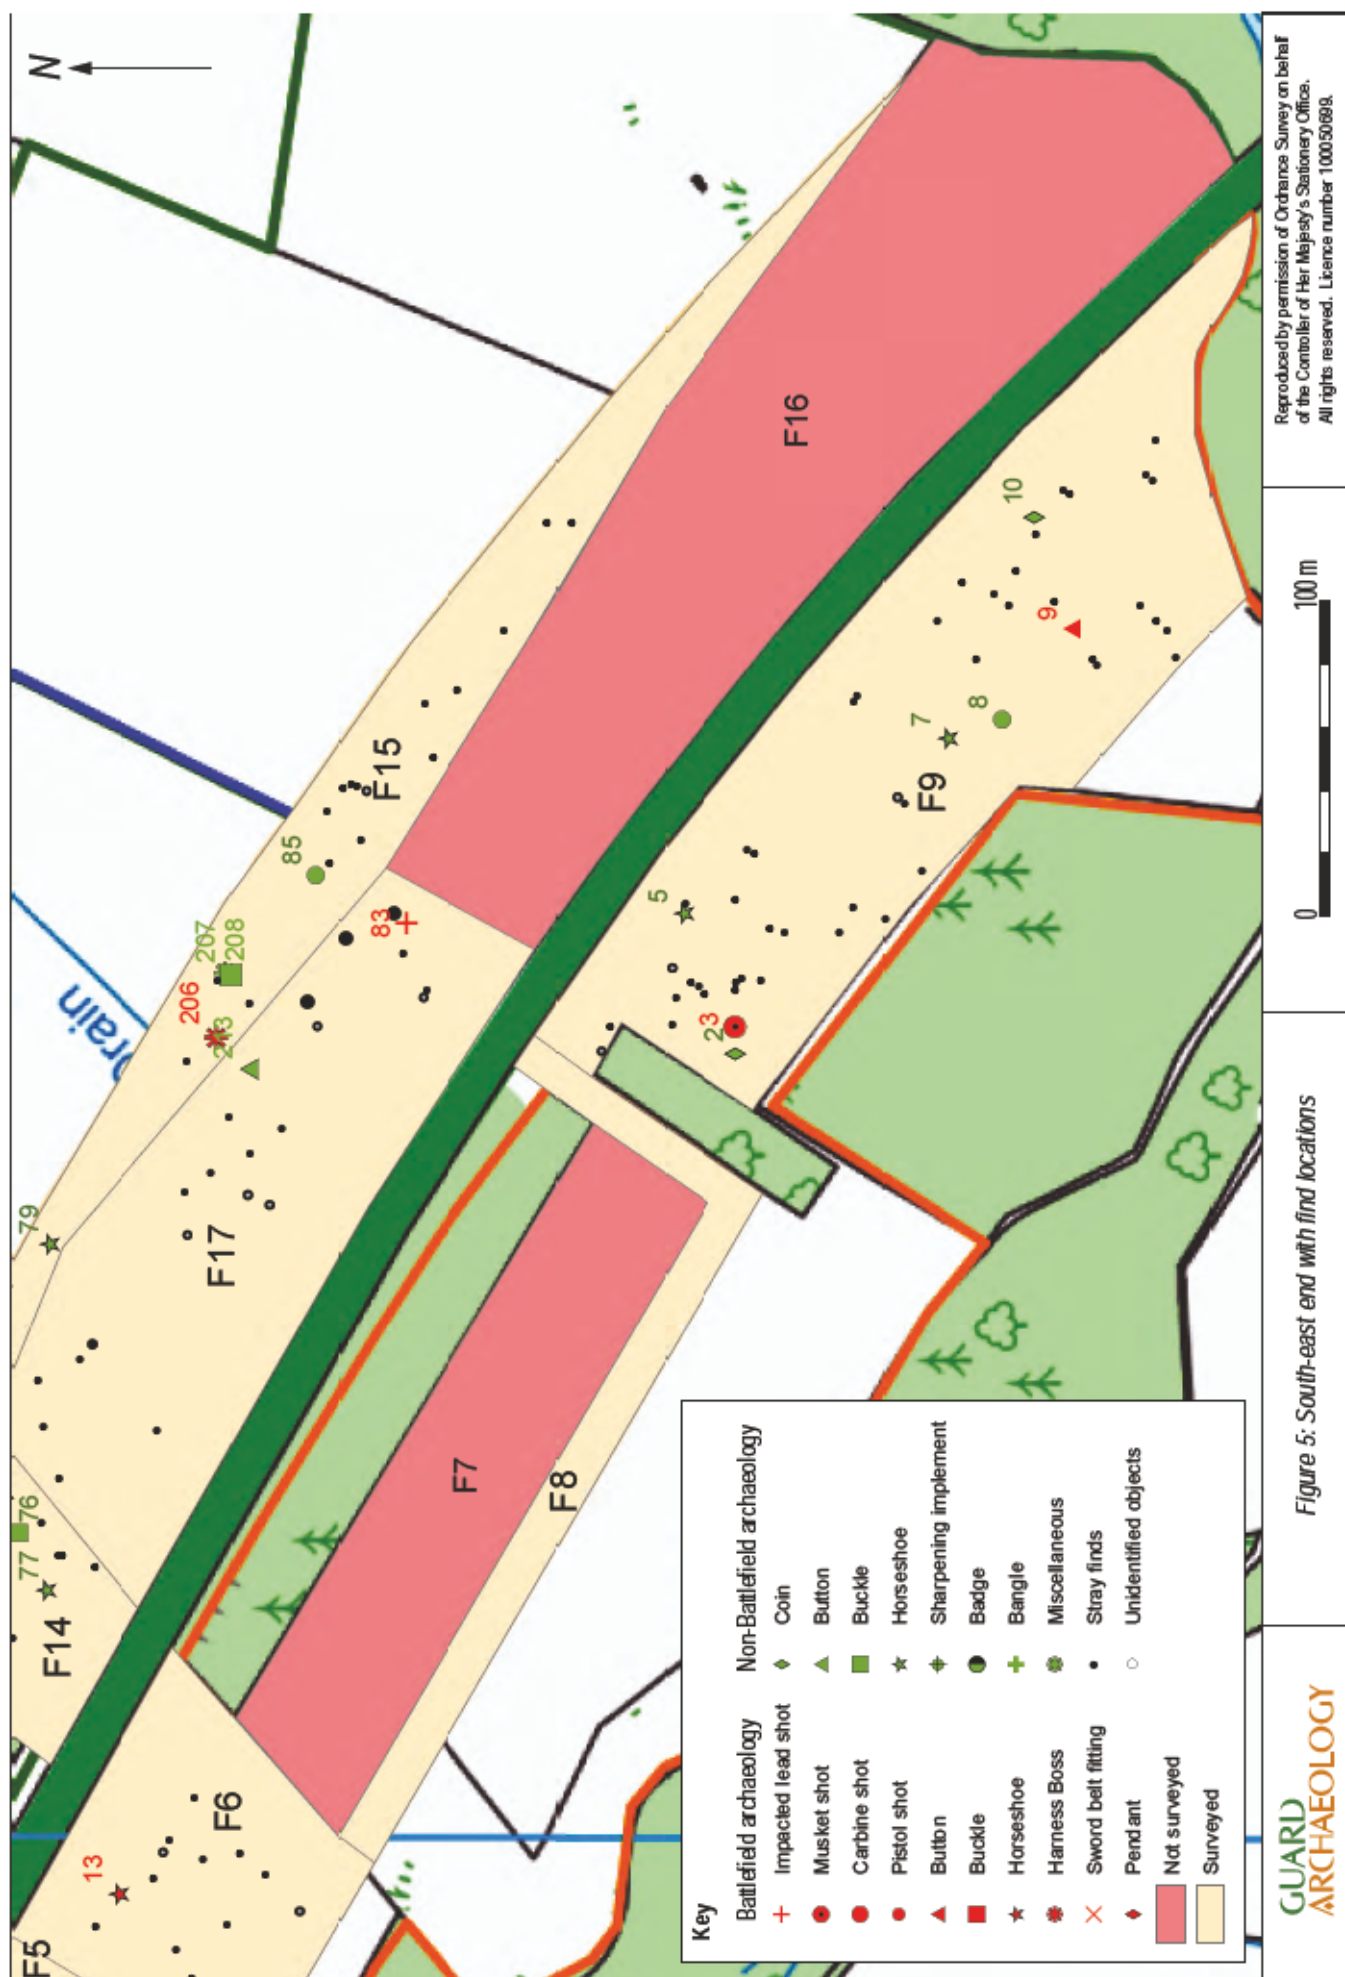 N
Drain
F5
F6
F7
F8
F9
F14
F15
F16
F17
13
77
76
79
213
206
207
208
85
83
2
3
5
7
8
9
10
Key
Battlefield archaeology
Impacted lead shot
Musket shot
Carbine shot
Pistol shot
Button
Buckle
Horseshoe
Harness Boss
Sword belt fitting
Pendant
Not surveyed
Surveyed
Non-Battlefield archaeology
Coin
Button
Buckle
Horseshoe
Sharpening implement
Badge
Bangle
Miscellaneous
Stray finds
Unidentified objects
GUARD
ARCHAEOLOGY
Figure 5: South-east end with find locations
0
100 m
Reproduced by permission of Ordnance Survey on behalf
of the Controller of Her Majesty's Stationery Office.
All rights reserved. Licence number 100050699.